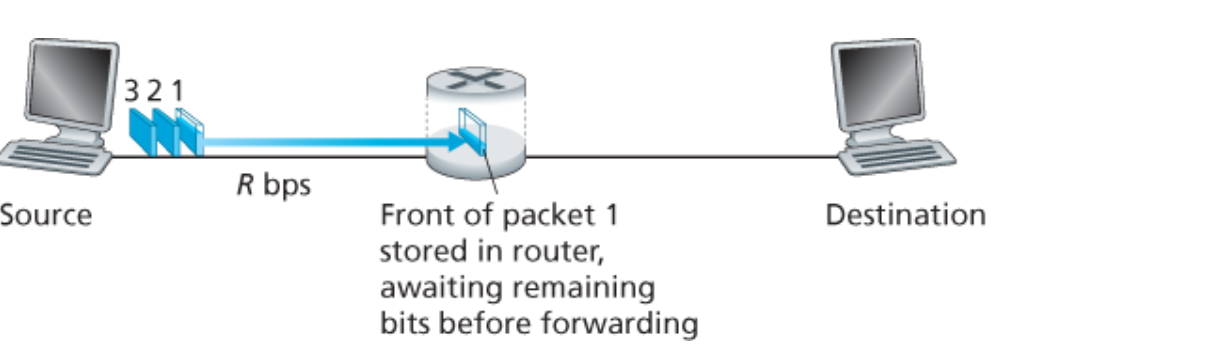 3 2 1
R bps
Source
Front of packet 1
stored in router,
awaiting remaining
bits before forwarding
Destination